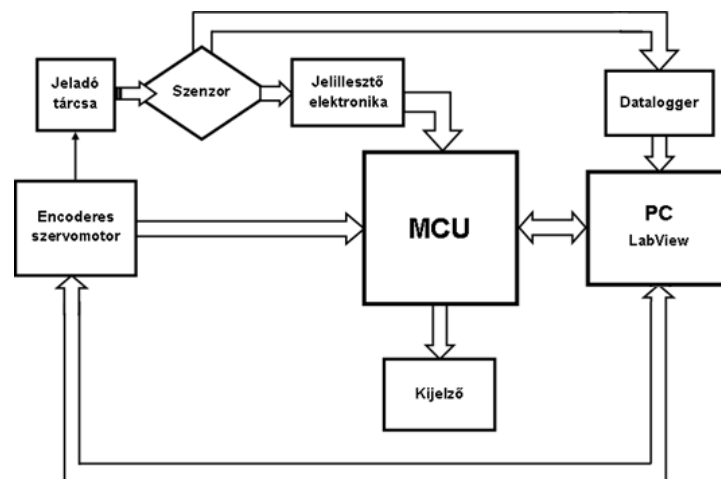 Jeladó
tárcsa
Szenzor
Jelillesztő
elektronika
Datalogger
Encoderes
szervomotor
MCU
PC
LabView
Kijelző